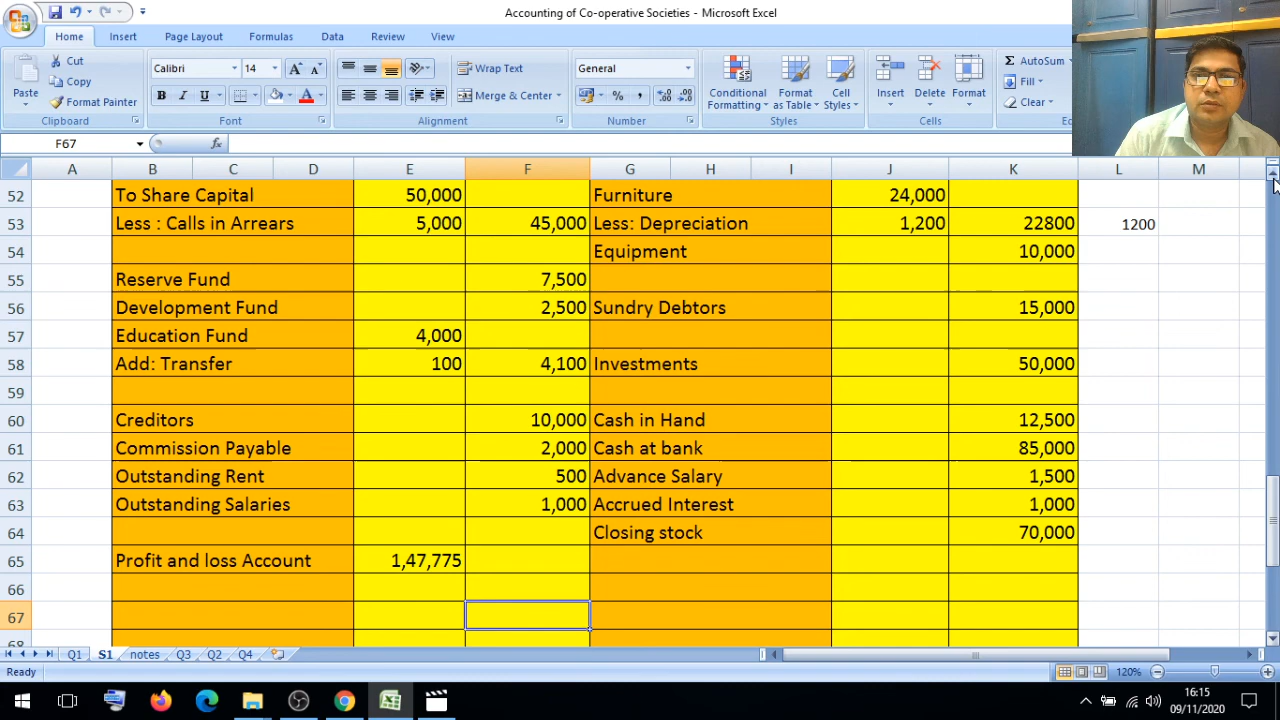 Accounting of Co-operative Societies - Microsoft Excel
Home Insert Page Layout Formulas Data Review View
Paste Cut Copy Format Painter Clipboard
Calibri 14 A A B I U A Font
Wrap Text Merge & Center Alignment
General % , Number
Conditional Formatting Format as Table Cell Styles Styles
Insert Delete Format Cells
Σ AutoSum Fill Clear
F67 fx
A B C D E F G H I J K L M
52 To Share Capital 50,000 Furniture 24,000
53 Less : Calls in Arrears 5,000 45,000 Less: Depreciation 1,200 22800 1200
54 Equipment 10,000
55 Reserve Fund 7,500
56 Development Fund 2,500 Sundry Debtors 15,000
57 Education Fund 4,000
58 Add: Transfer 100 4,100 Investments 50,000
59
60 Creditors 10,000 Cash in Hand 12,500
61 Commission Payable 2,000 Cash at bank 85,000
62 Outstanding Rent 500 Advance Salary 1,500
63 Outstanding Salaries 1,000 Accrued Interest 1,000
64 Closing stock 70,000
65 Profit and loss Account 1,47,775
66
67
68
Q1 S1 notes Q3 Q2 Q4
Ready 120%
16:15
09/11/2020